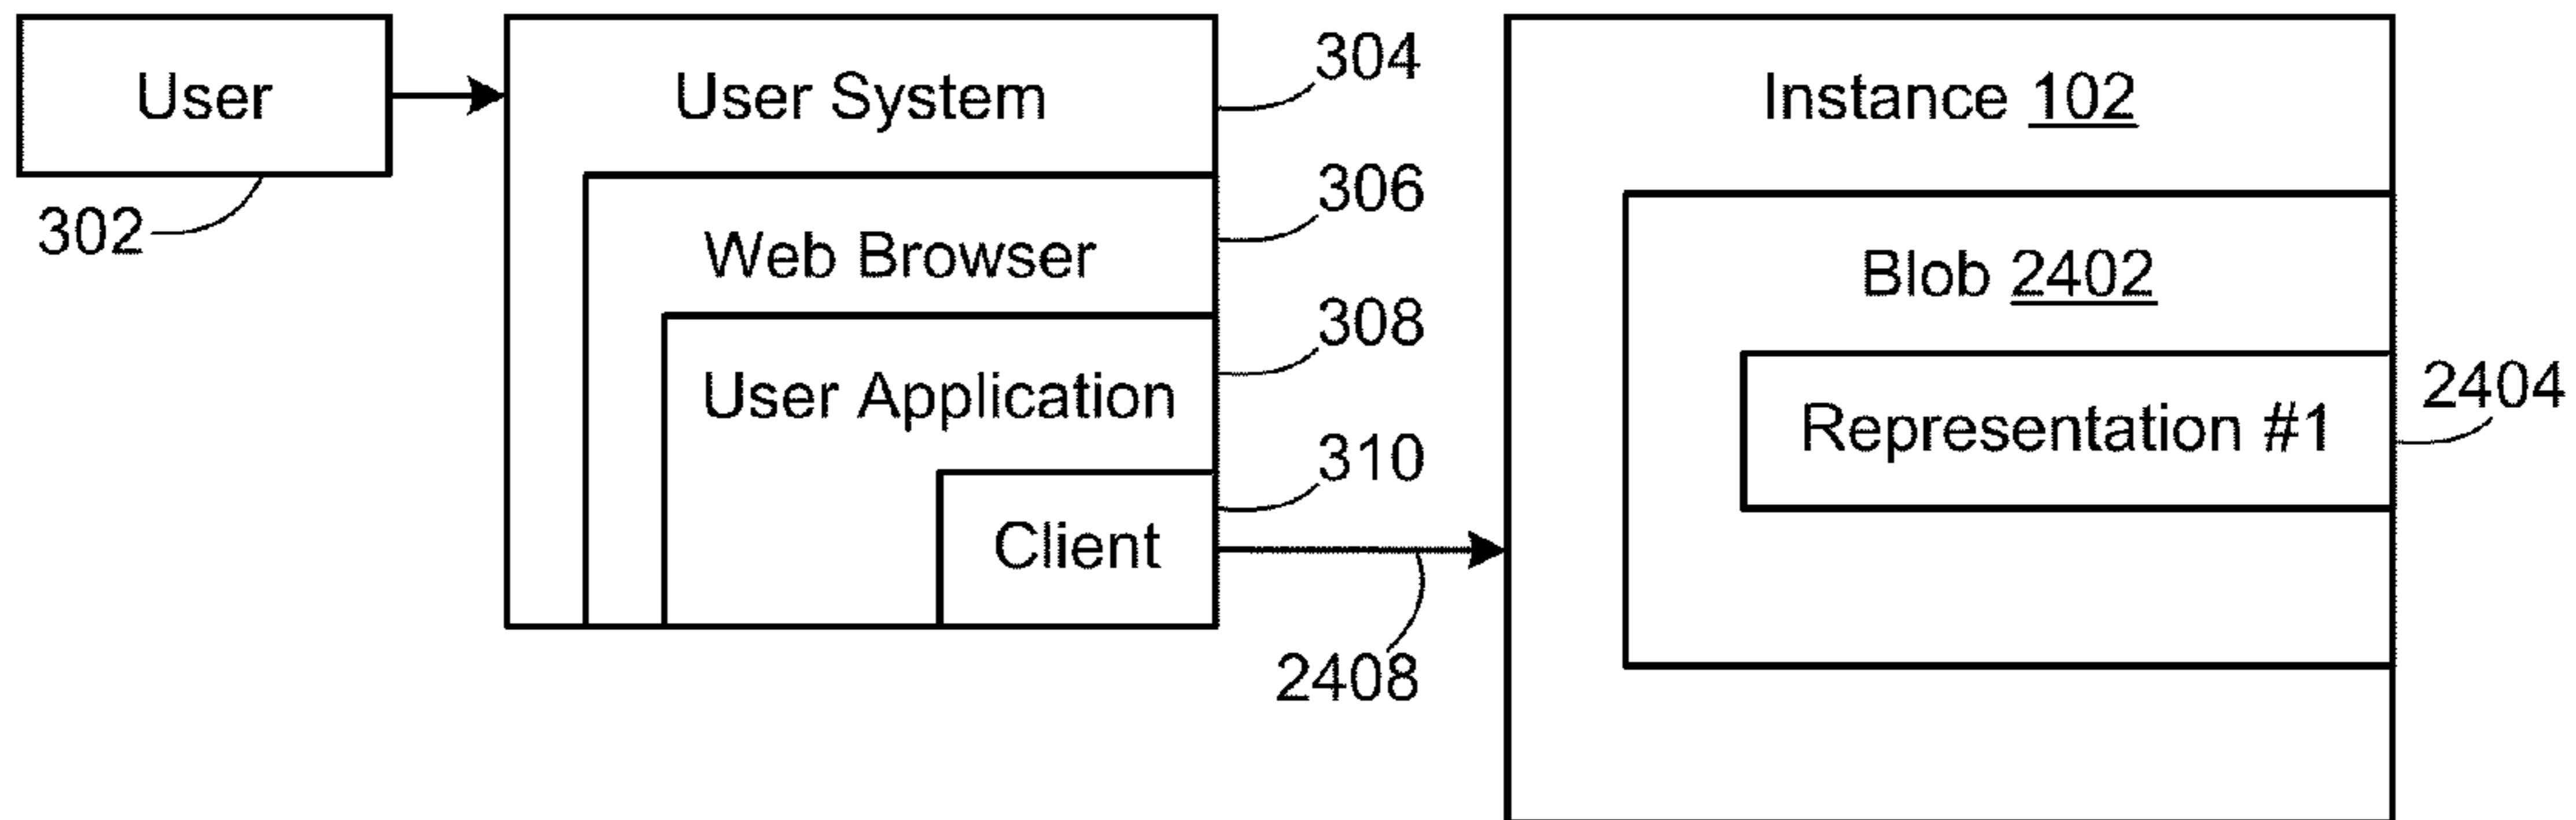 User
302
User System
304
Web Browser
306
User Application
308
Client
310
2408
Instance 102
Blob 2402
Representation #1
2404